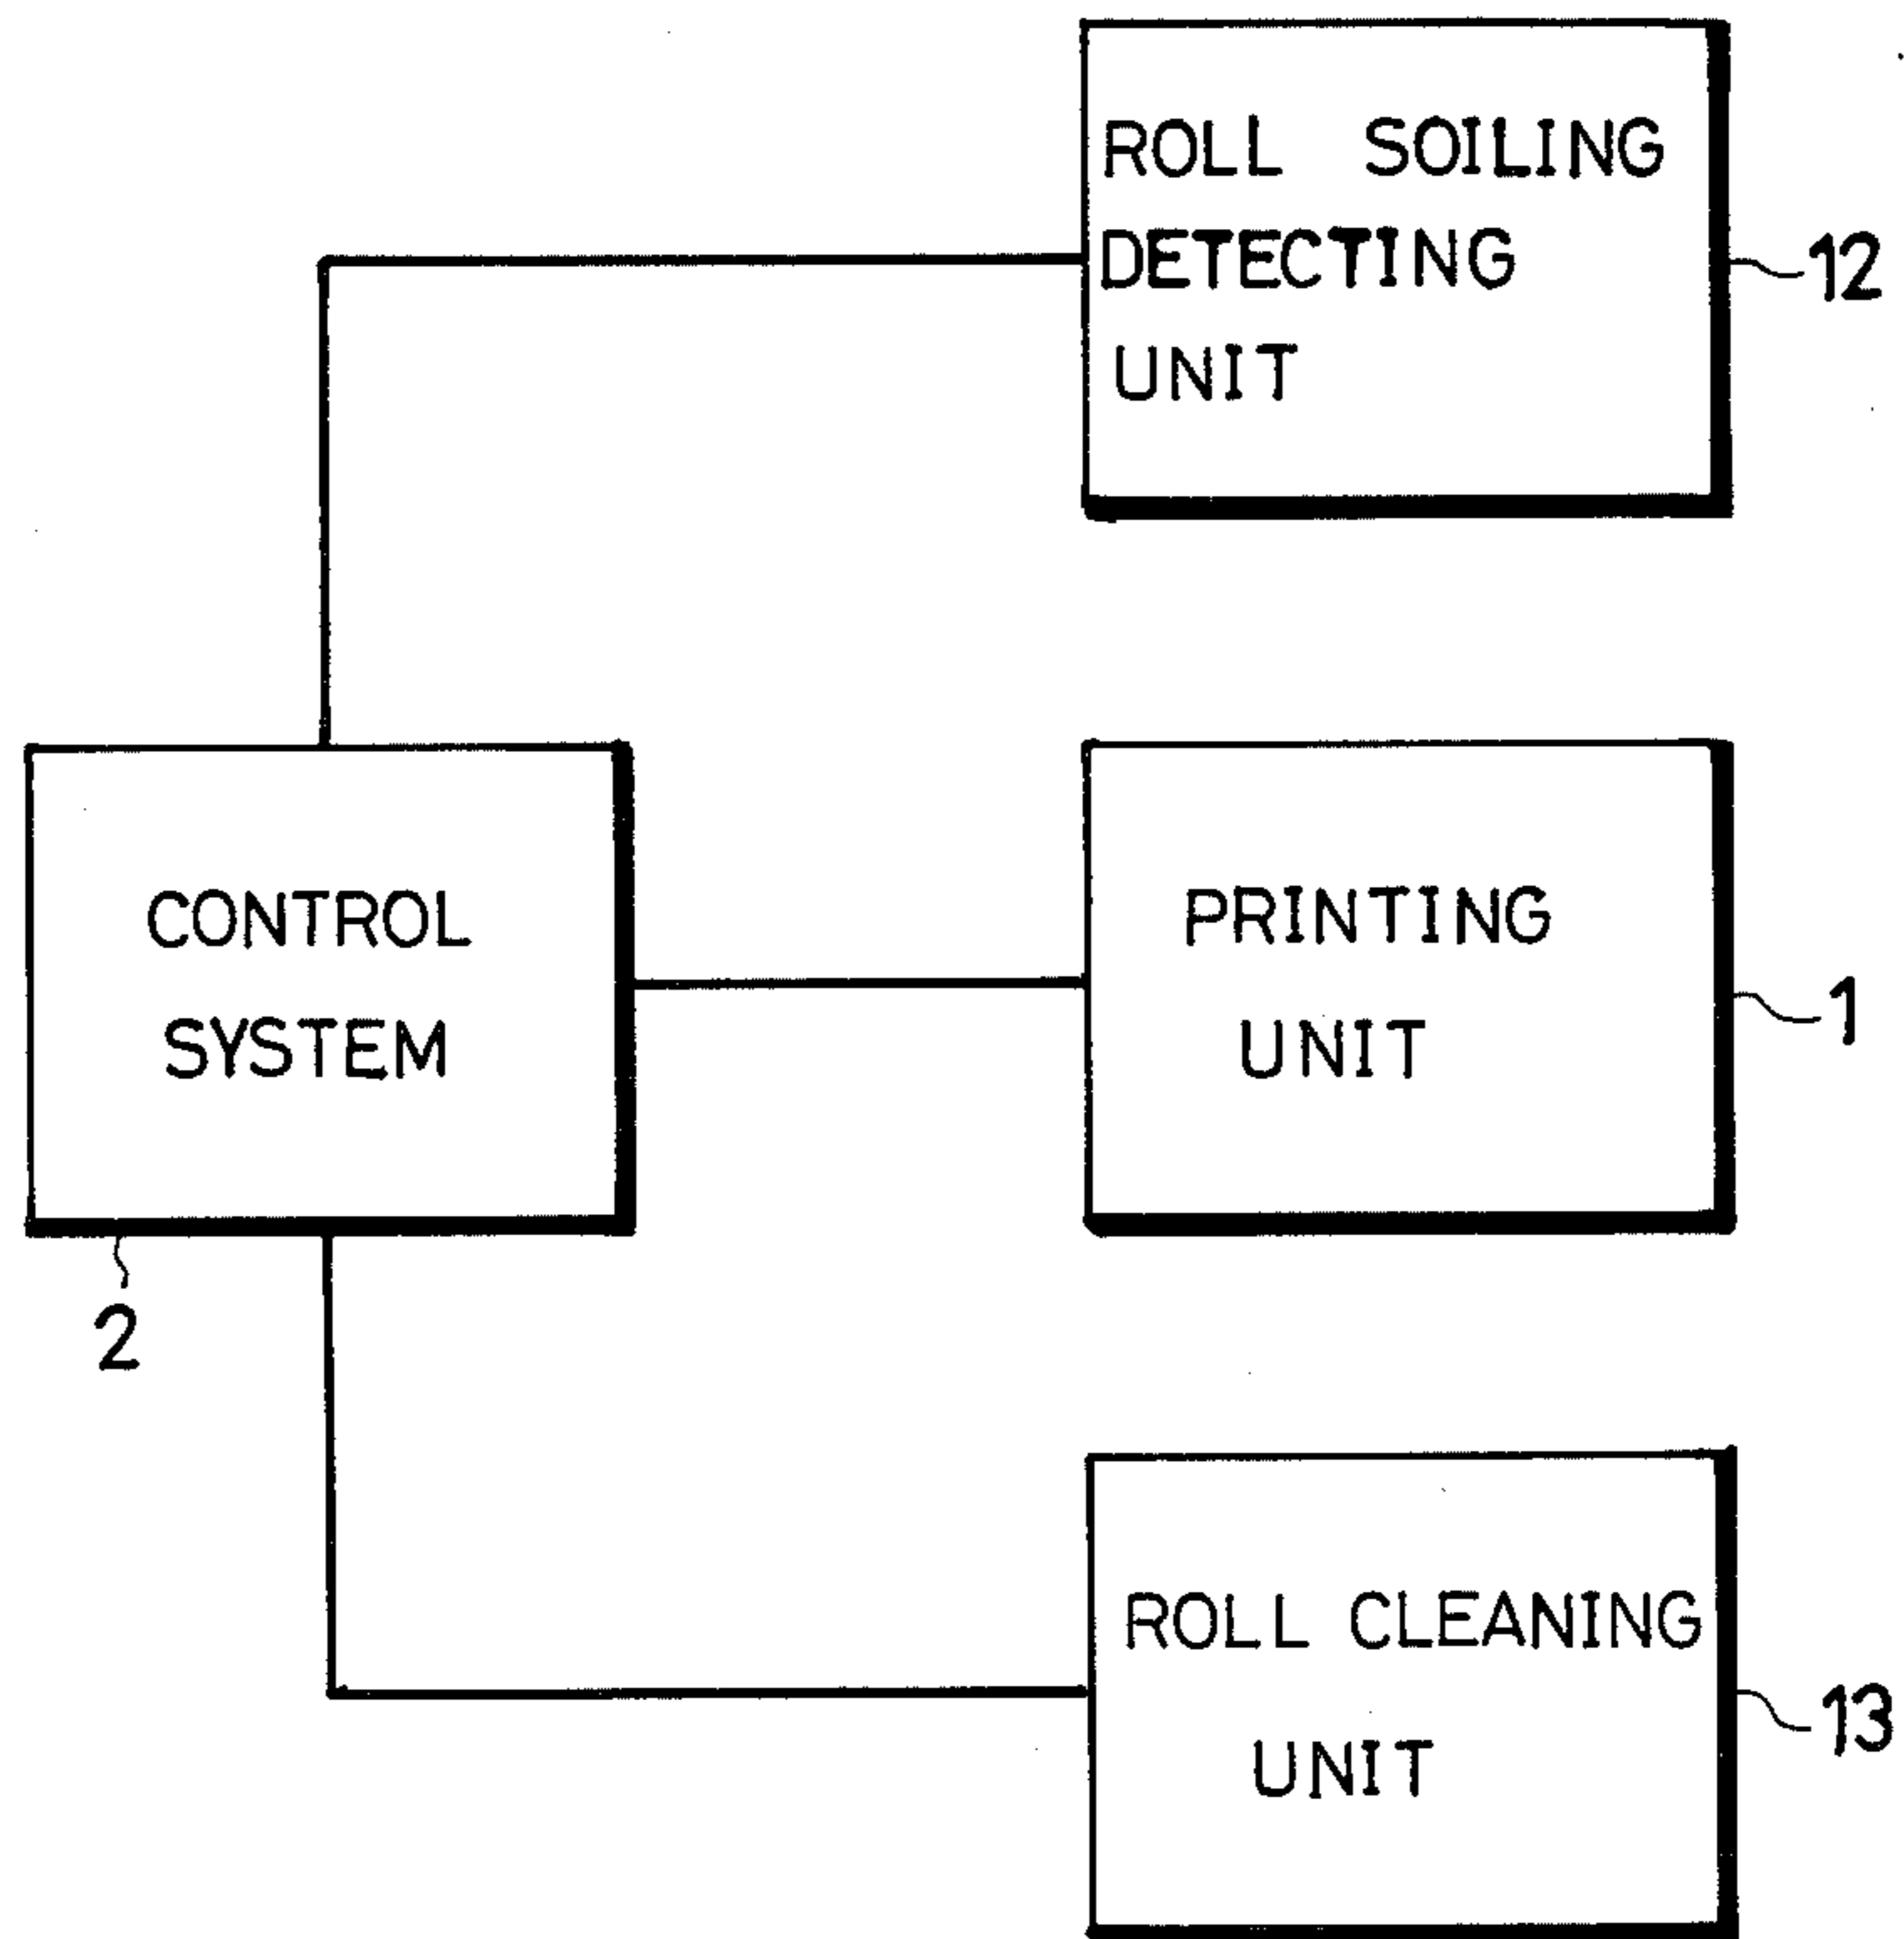 ROLL SOILING
DETECTING
UNIT
12
CONTROL
SYSTEM
2
PRINTING
UNIT
1
ROLL CLEANING
UNIT
13